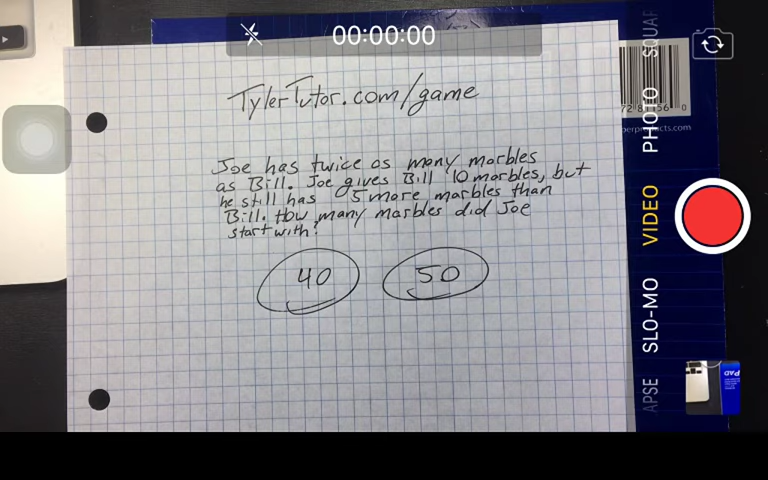 00:00:00
TylerTutor.com/game
Joe has twice as many marbles
as Bill. Joe gives Bill 10 marbles, but
he still has 5 more marbles than
Bill. How many marbles did Joe
start with?
40 50
SLO-MO VIDEO PHOTO SQUAR
APSE